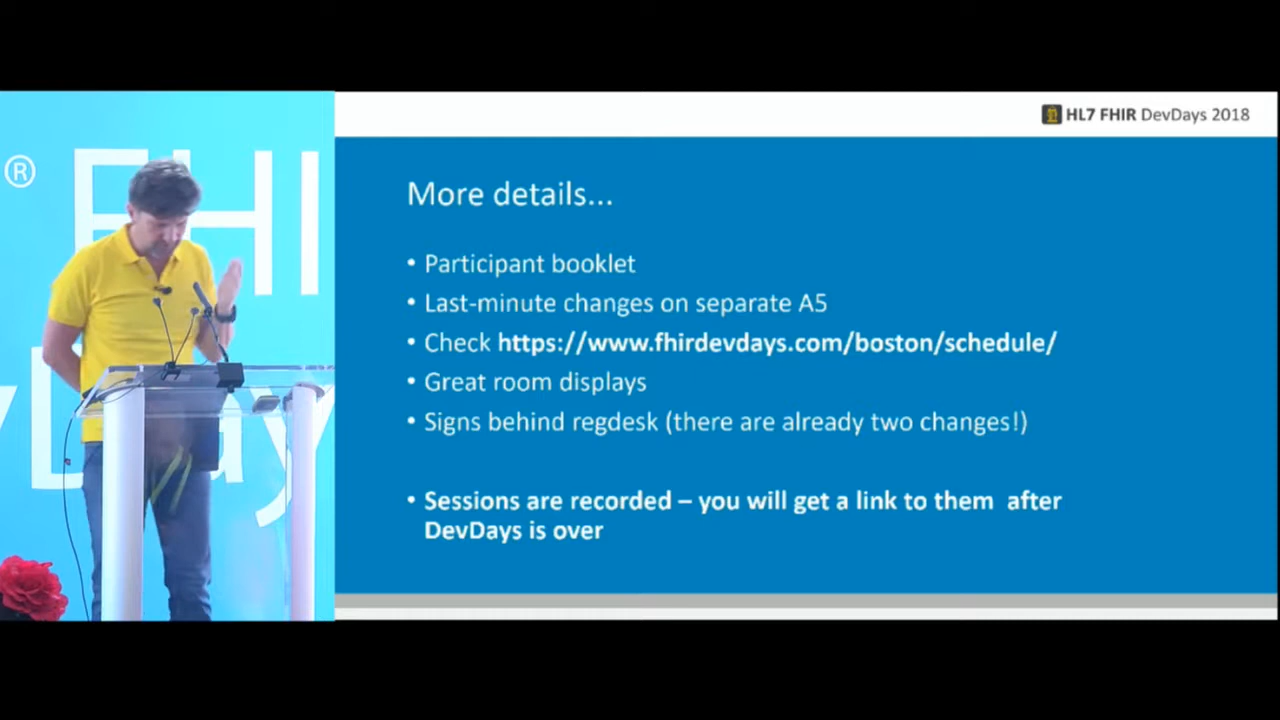 ® FHI
yDay
HL7 FHIR DevDays 2018
More details...
• Participant booklet
• Last-minute changes on separate A5
• Check https://www.fhirdevdays.com/boston/schedule/
• Great room displays
• Signs behind regdesk (there are already two changes!)
• Sessions are recorded – you will get a link to them after
DevDays is over